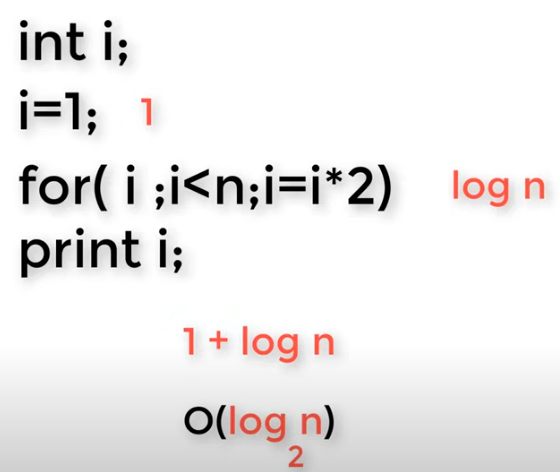 int i;
i=1; 1
for( i ;i<n;i=i*2) log n
print i;
1 + log n
O(log n)
2